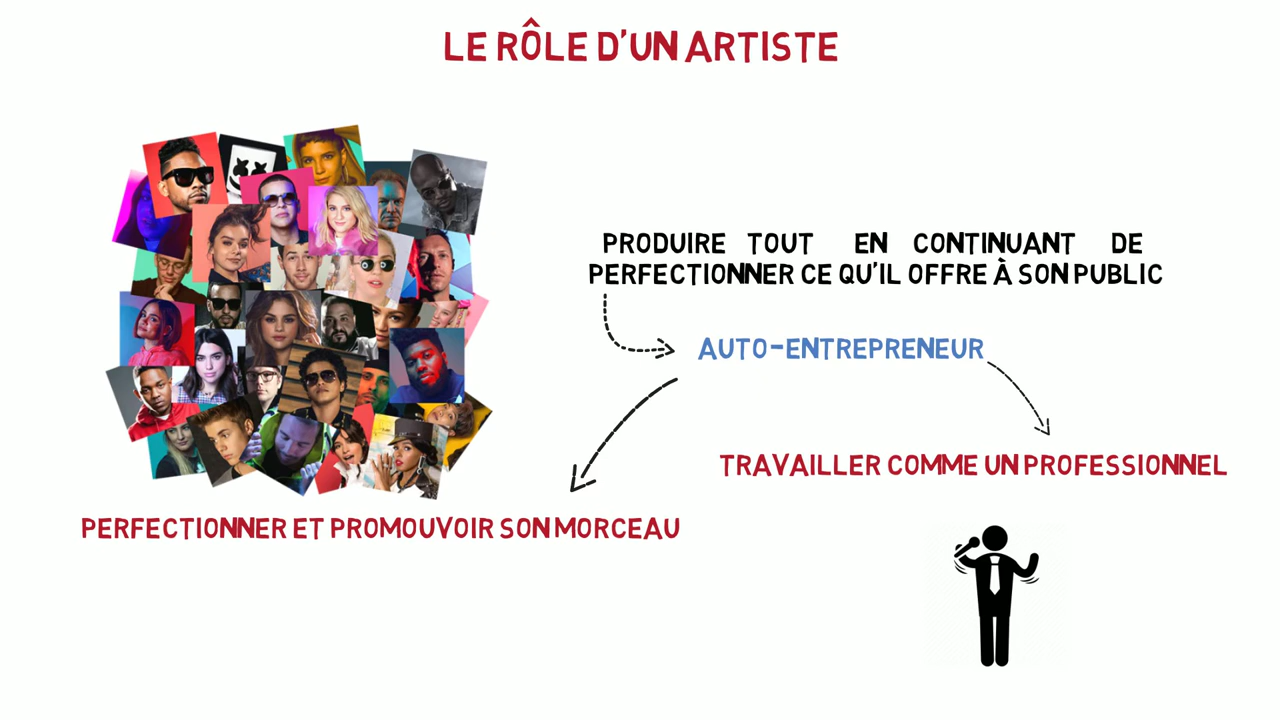 LE RÔLE D'UN ARTISTE
PRODUIRE TOUT EN CONTINUANT DE
PERFECTIONNER CE QU'IL OFFRE À SON PUBLIC
AUTO-ENTREPRENEUR
TRAVAILLER COMME UN PROFESSIONNEL
PERFECTIONNER ET PROMOUVOIR SON MORCEAU